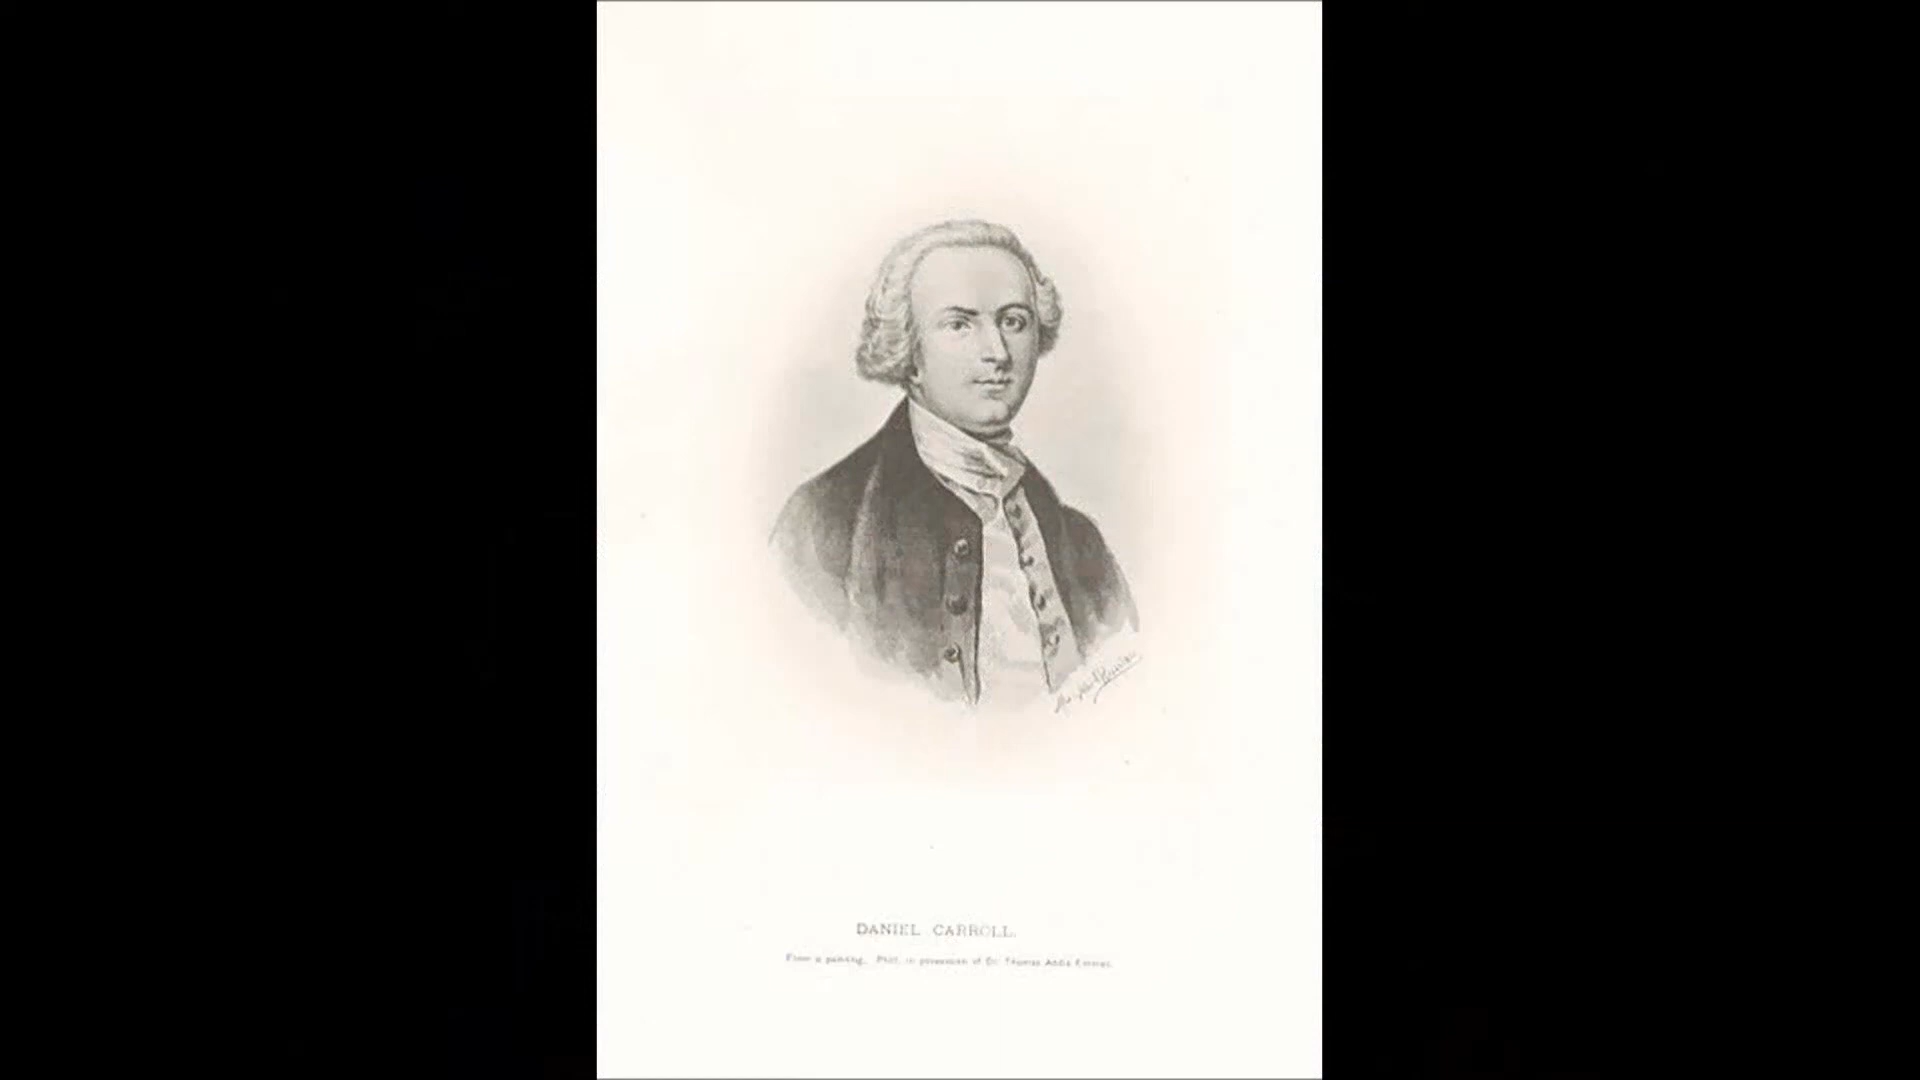 DANIEL CARROLL.
From a painting. Phot. in possession of Dr. Thomas Addis Emmet.